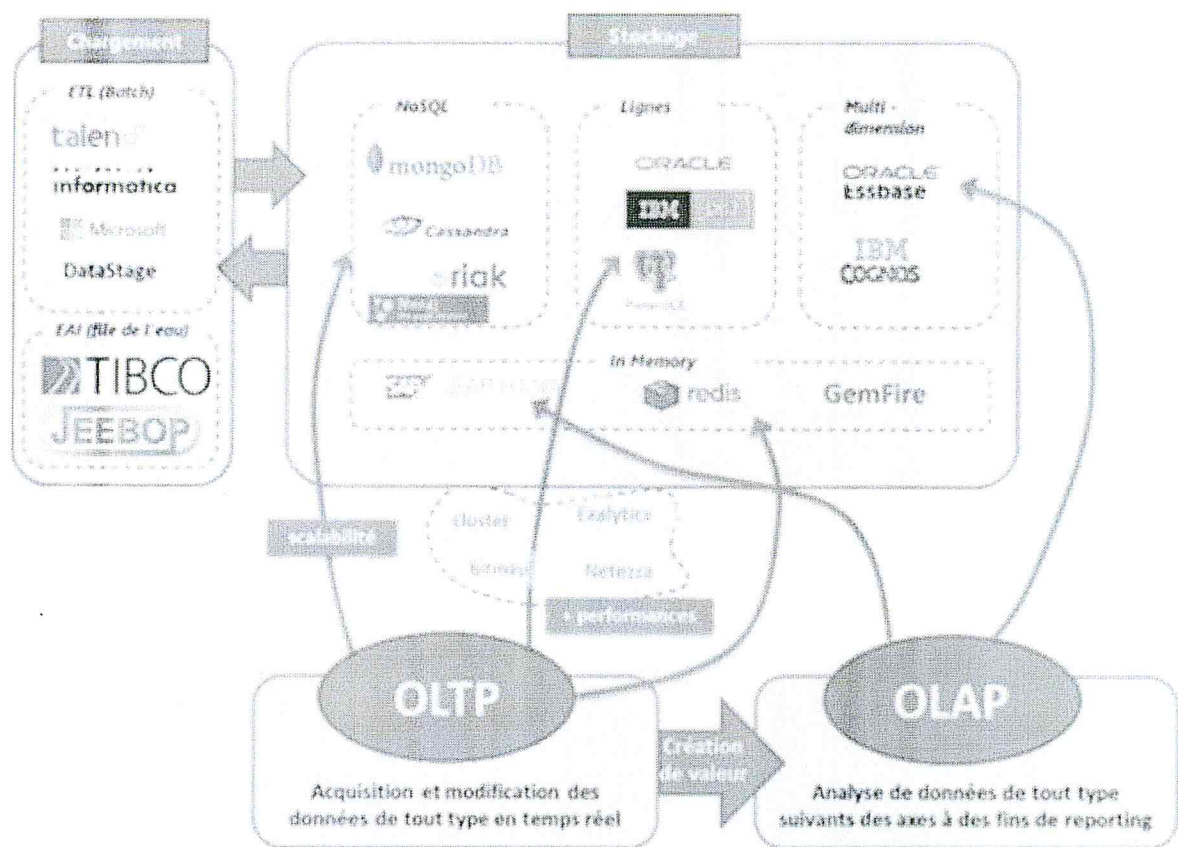 Chargement
Stockage
ETL (Batch)
talend
informatica
Microsoft
DataStage
EAI (file de l'eau)
TIBCO
JEEBOP
NoSQL
mongoDB
Cassandra
riak
Lignes
ORACLE
IBM
Multi -
dimension
ORACLE
Essbase
IBM
COGNOS
In Memory
SAP HANA
redis
GemFire
cluster
Exalytics
Netezza
scalabilité
+ performances
OLTP
OLAP
Création
de valeur
Acquisition et modification des
données de tout type en temps réel
Analyse de données de tout type
suivants des axes à des fins de reporting